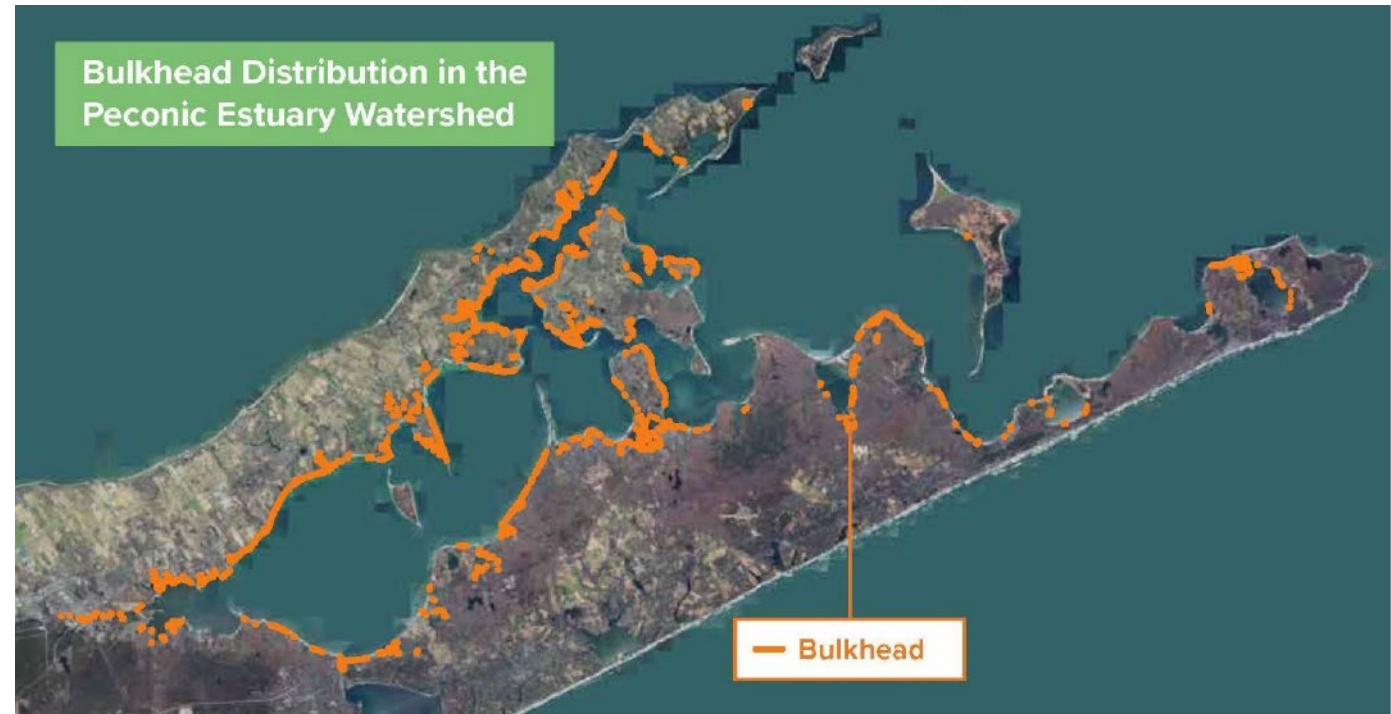 Bulkhead Distribution in the
Peconic Estuary Watershed
Bulkhead